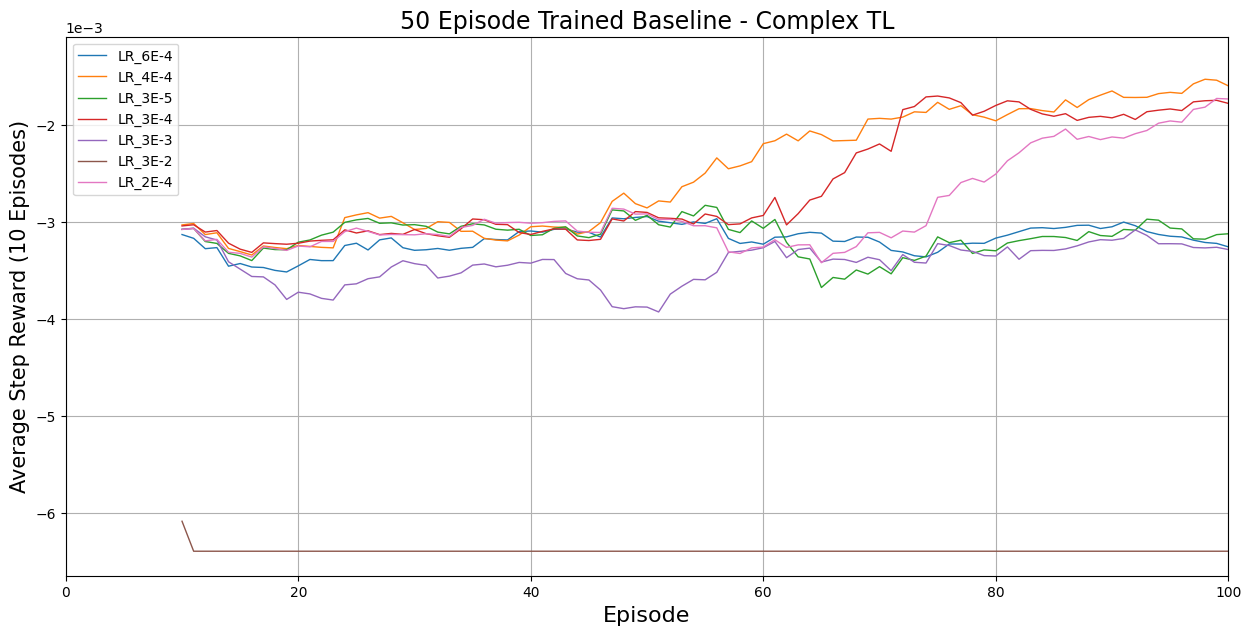 50 Episode Trained Baseline - Complex TL
1e−3
LR_6E-4
LR_4E-4
LR_3E-5
LR_3E-4
LR_3E-3
LR_3E-2
LR_2E-4
−2
−3
−4
−5
−6
Average Step Reward (10 Episodes)
0 20 40 60 80 100
Episode